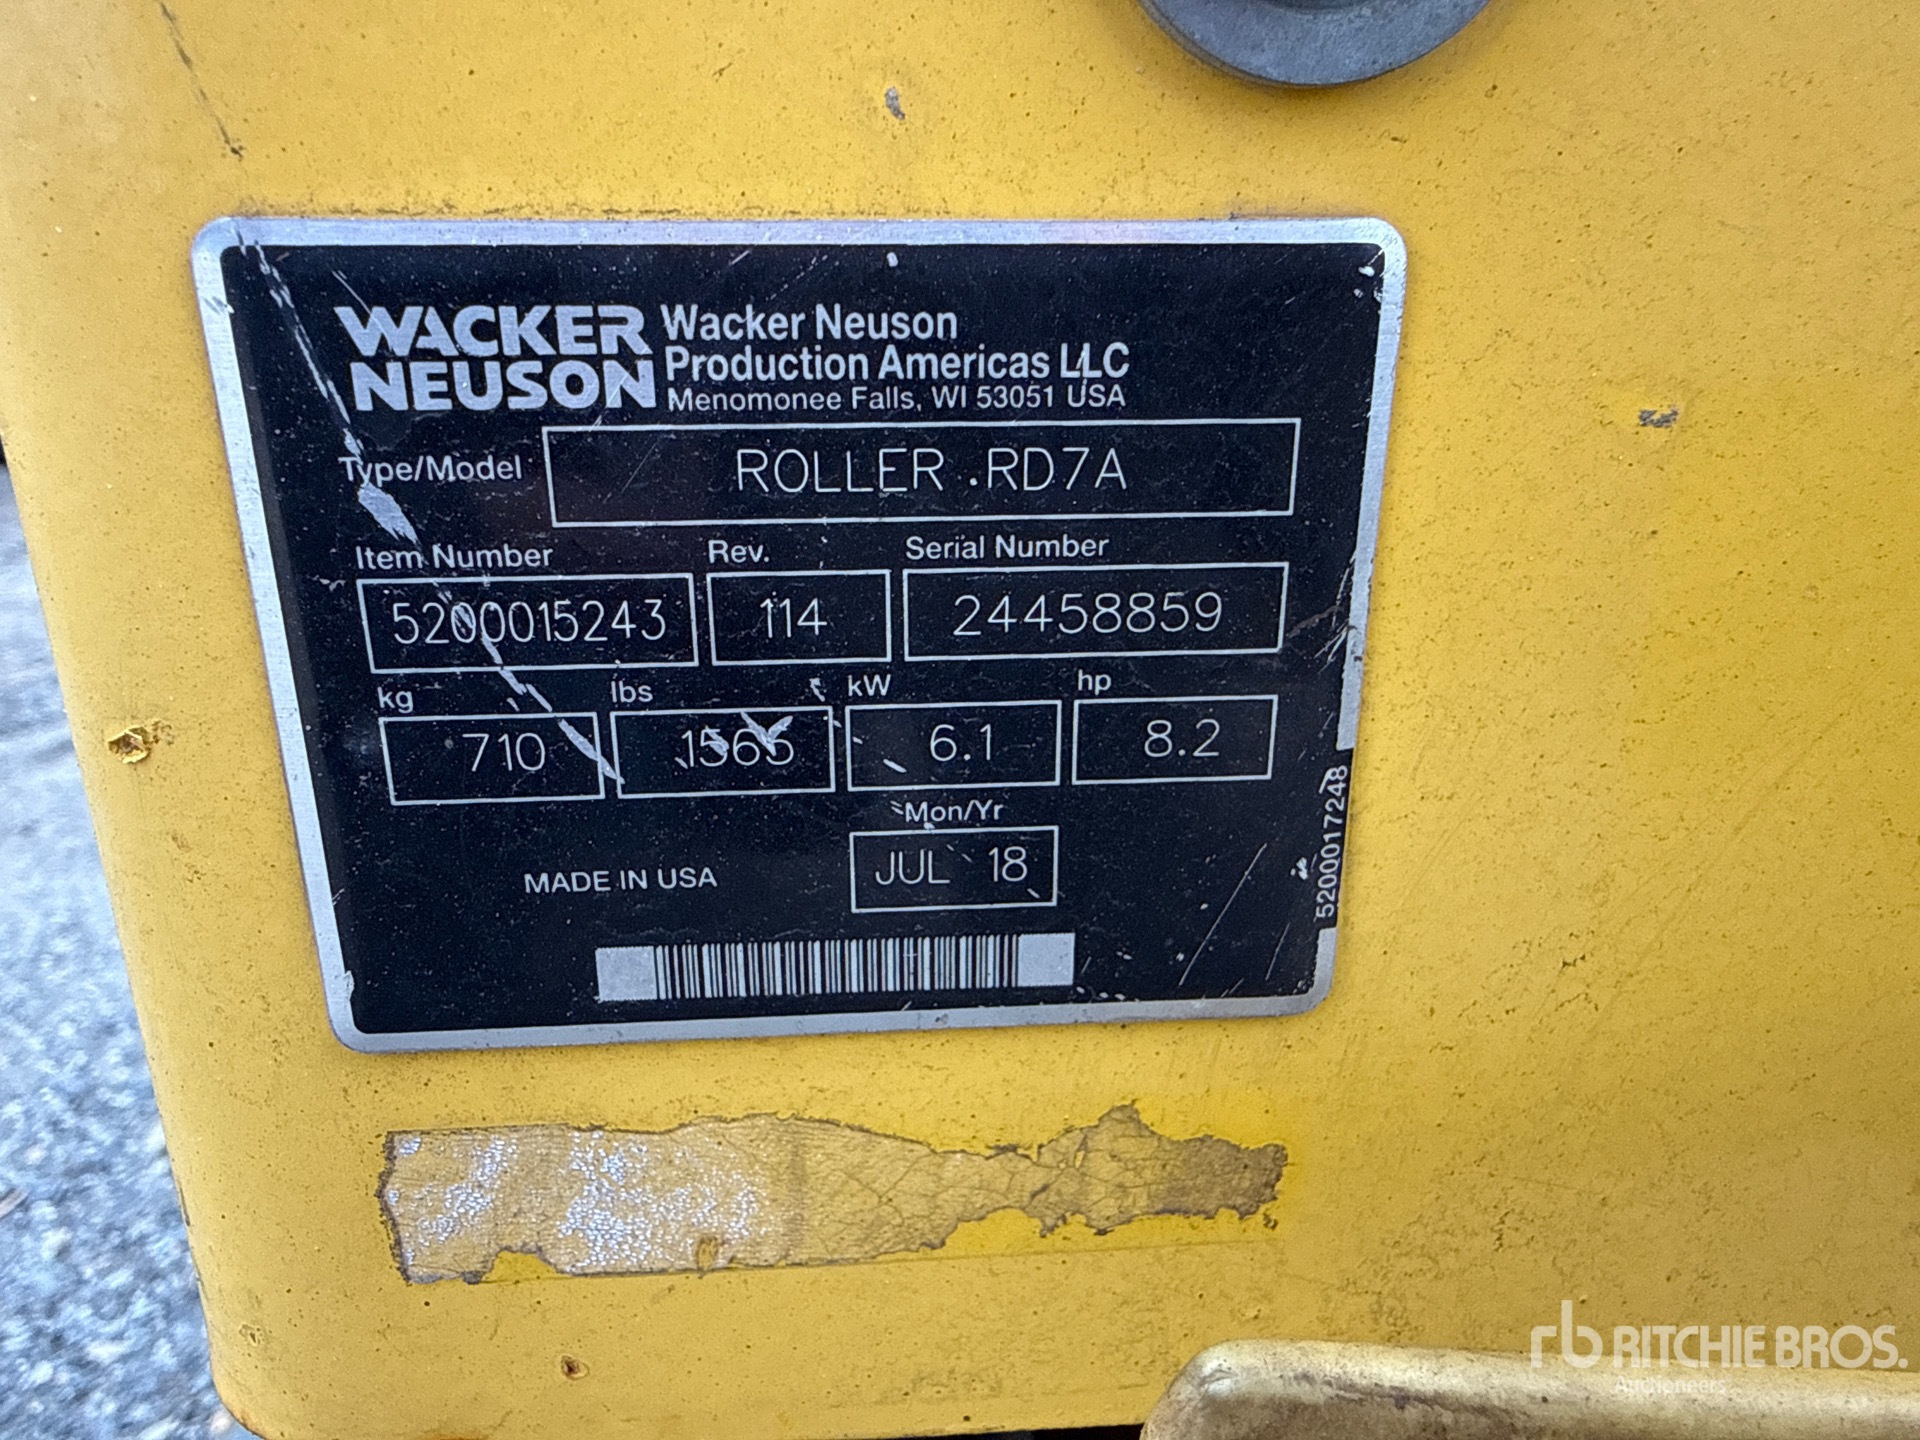 WACKER
NEUSON
Wacker Neuson
Production Americas LLC
Menomonee Falls, WI 53051 USA
Type/Model
ROLLER RD7A
Item Number Rev. Serial Number
5200015243 114 24458859
kg lbs kW hp
710 1565 6.1 8.2
Mon/Yr
MADE IN USA JUL 18
5200017248
rb RITCHIE BROS.
Auctioneers